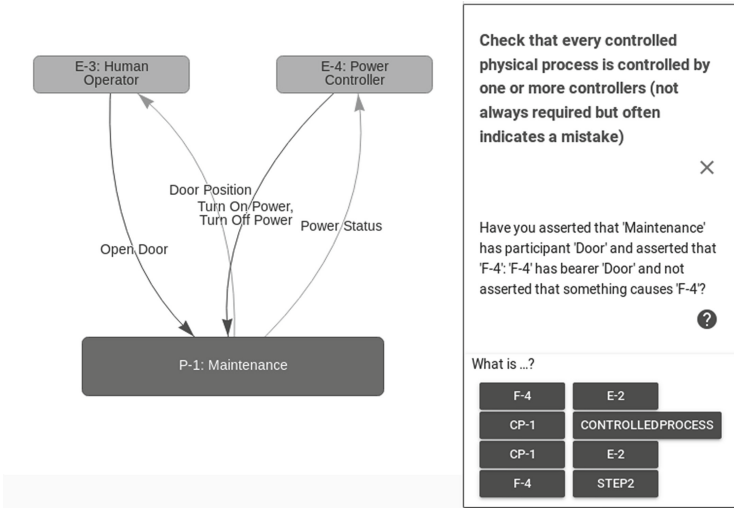 E-3: Human
Operator
E-4: Power
Controller
Door Position
Turn On Power,
Turn Off Power
Power Status
Open Door
P-1: Maintenance
Check that every controlled
physical process is controlled by
one or more controllers (not
always required but often
indicates a mistake)
Have you asserted that 'Maintenance'
has participant 'Door' and asserted that
'F-4': 'F-4' has bearer 'Door' and not
asserted that something causes 'F-4'?
What is ...?
F-4 E-2
CP-1 CONTROLLEDPROCESS
CP-1 E-2
F-4 STEP2